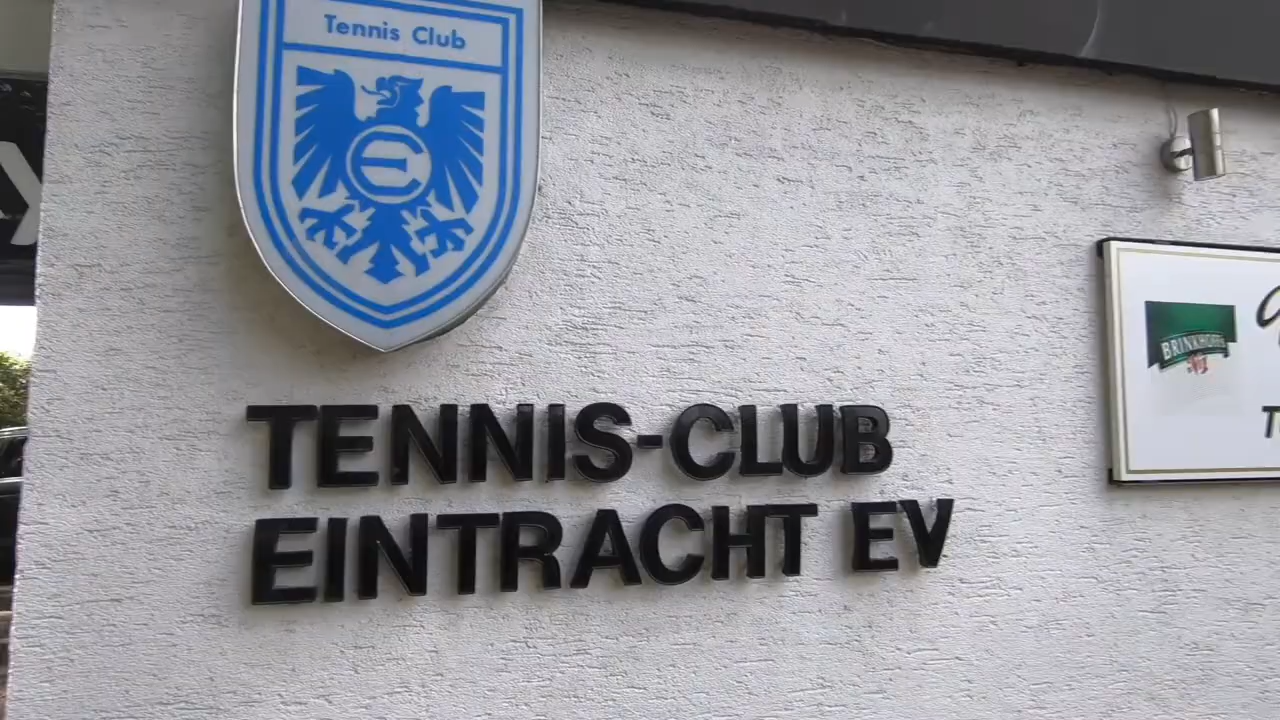 Tennis Club
E
TENNIS-CLUB
EINTRACHT EV
BRINKHOFF'S